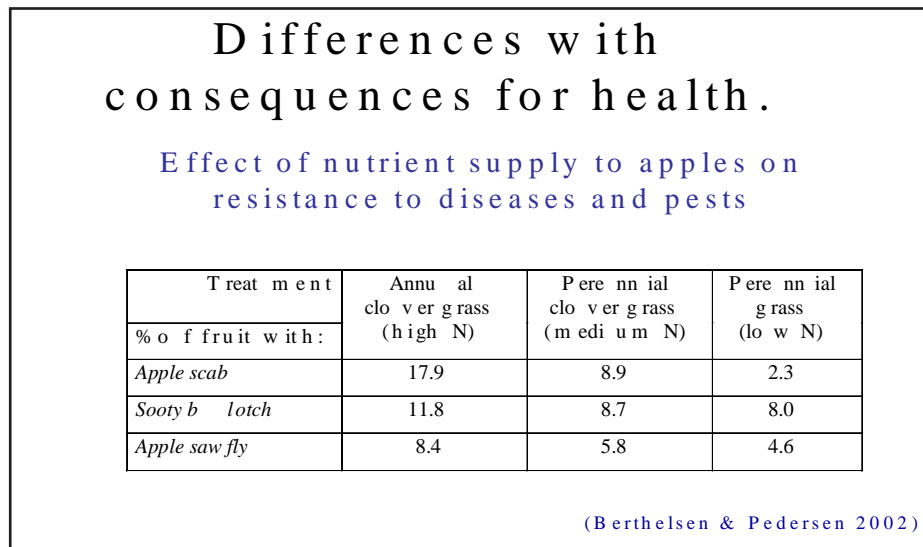 Differences with
consequences for health.
Effect of nutrient supply to apples on
resistance to diseases and pests
Treatment
% of fruit with:
Annual
clover grass
(high N)
Perennial
clover grass
(medium N)
Perennial
grass
(low N)
Apple scab 17.9 8.9 2.3
Sooty blotch 11.8 8.7 8.0
Apple saw fly 8.4 5.8 4.6
(Berthelsen & Pedersen 2002)